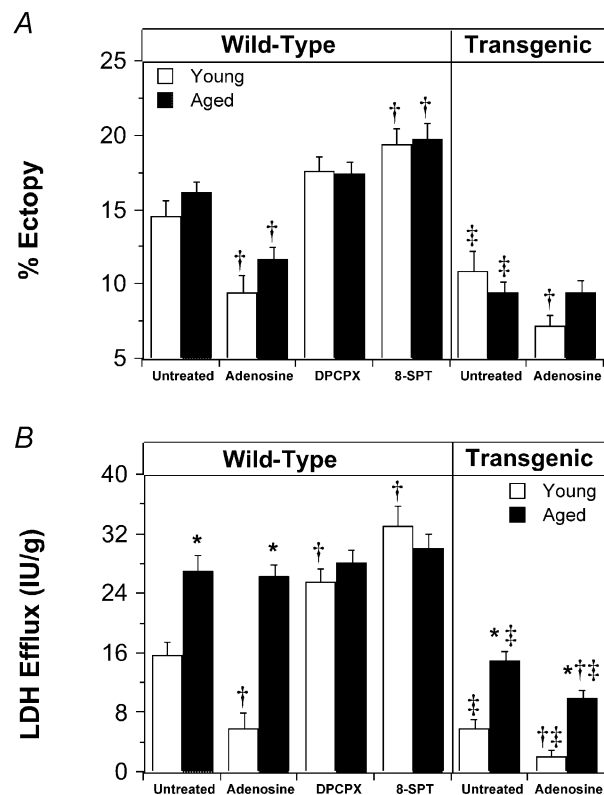 A
Wild-Type Transgenic
% Ectopy
25
20
15
10
5
Young
Aged
† †
† †
‡ ‡
†
Untreated Adenosine DPCPX 8-SPT Untreated Adenosine
B
Wild-Type Transgenic
LDH Efflux (IU/g)
40
32
24
16
8
0
Young
Aged
†
* * †
†
* ‡
*†‡
‡
†‡
Untreated Adenosine DPCPX 8-SPT Untreated Adenosine